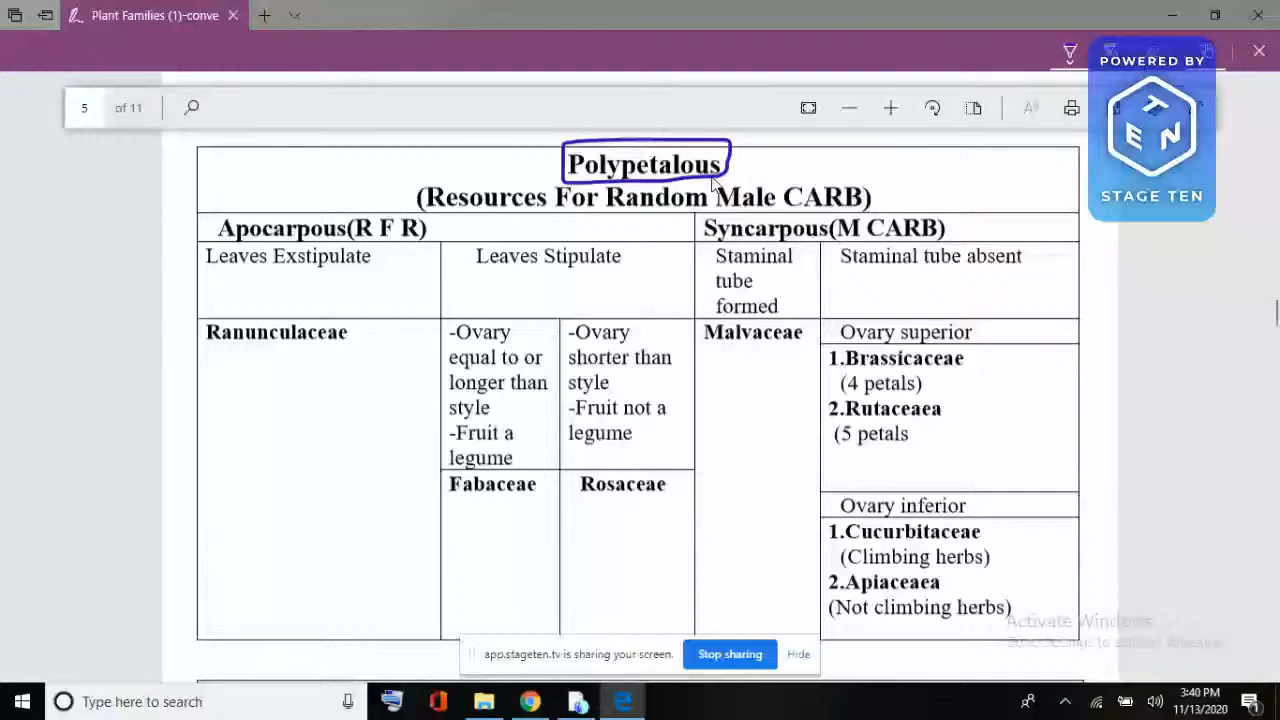 Plant Families (1)-conve
POWERED BY
TEN
STAGE TEN
5 of 11
Polypetalous
(Resources For Random Male CARB)
Apocarpous(R F R)
Syncarpous(M CARB)
Leaves Exstipulate
Leaves Stipulate
Staminal
tube
formed
Staminal tube absent
Ranunculaceae
-Ovary
equal to or
longer than
style
-Fruit a
legume
-Ovary
shorter than
style
-Fruit not a
legume
Malvaceae
Ovary superior
1.Brassicaceae
(4 petals)
2.Rutaceaea
(5 petals
Fabaceae
Rosaceae
Ovary inferior
1.Cucurbitaceae
(Climbing herbs)
2.Apiaceaea
(Not climbing herbs)
Activate Windows
app.stageten.tv is sharing your screen.
Stop sharing
Hide
Type here to search
3:40 PM
11/13/2020